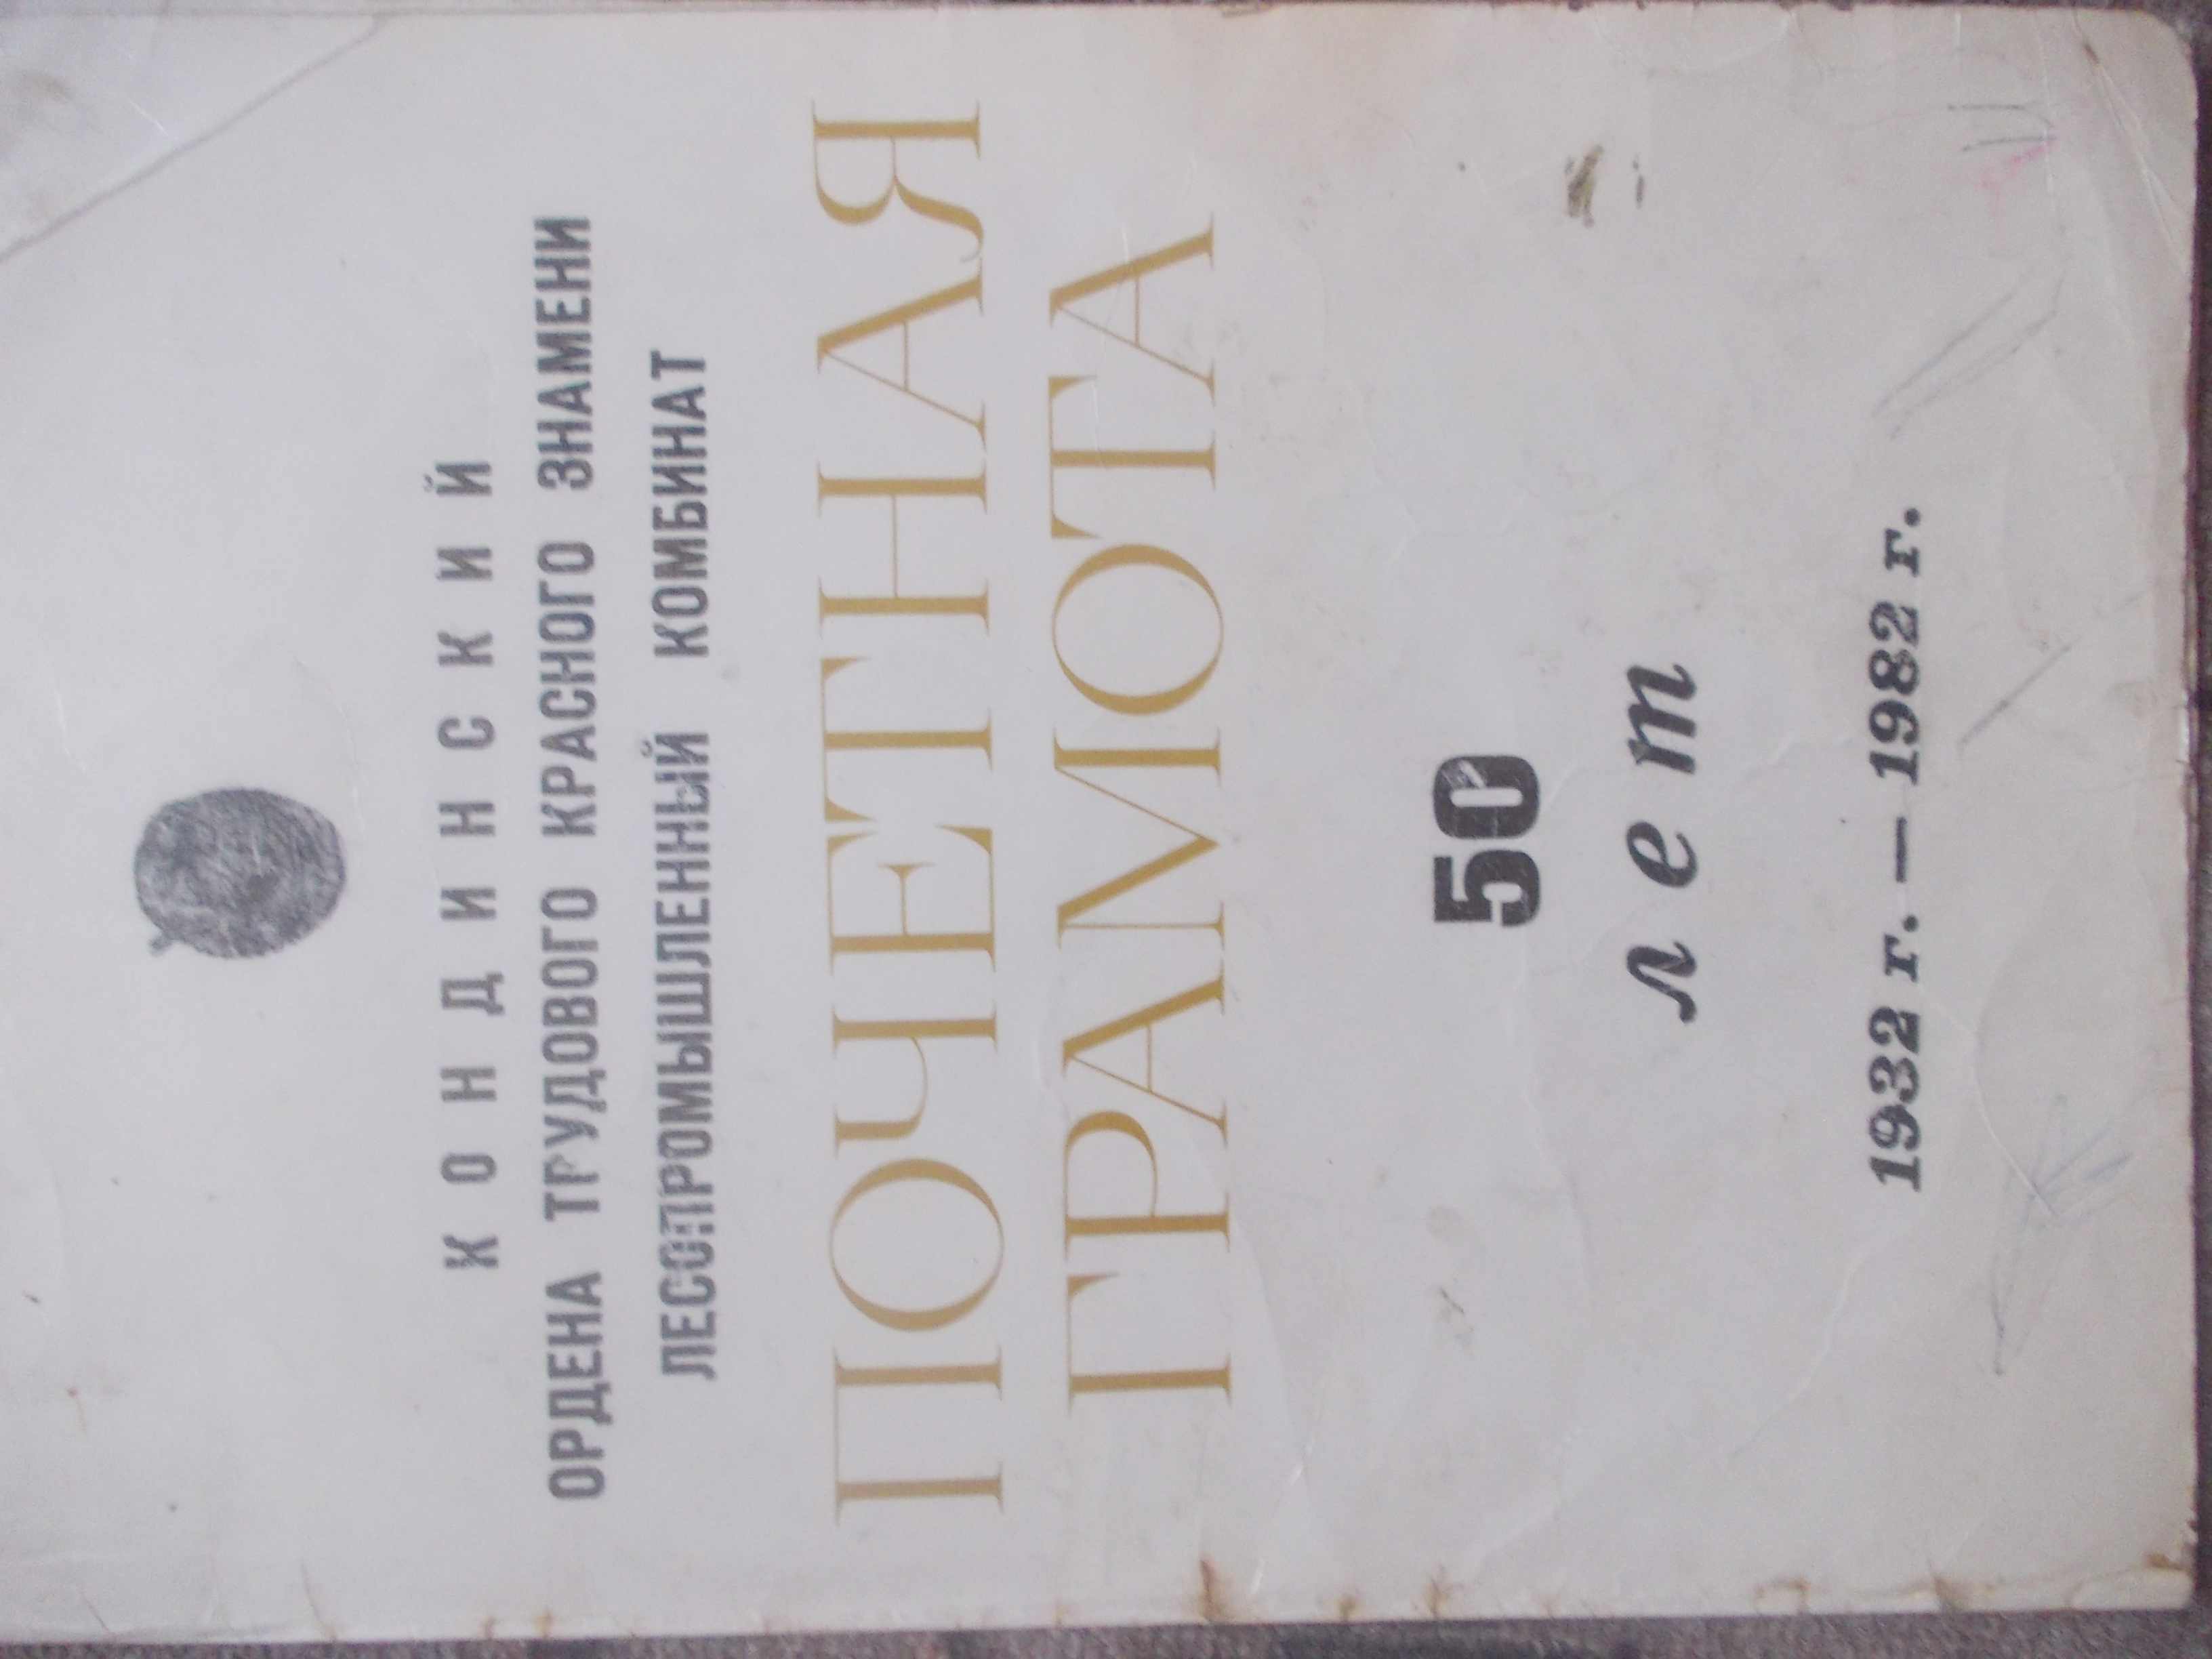 КОНДИНСКИЙ
ОРДЕНА ТРУДОВОГО КРАСНОГО ЗНАМЕНИ
ЛЕСОПРОМЫШЛЕННЫЙ КОМБИНАТ
ПОЧЕТНАЯ
ГРАМОТА
50
лет
1932 г. — 1982 г.